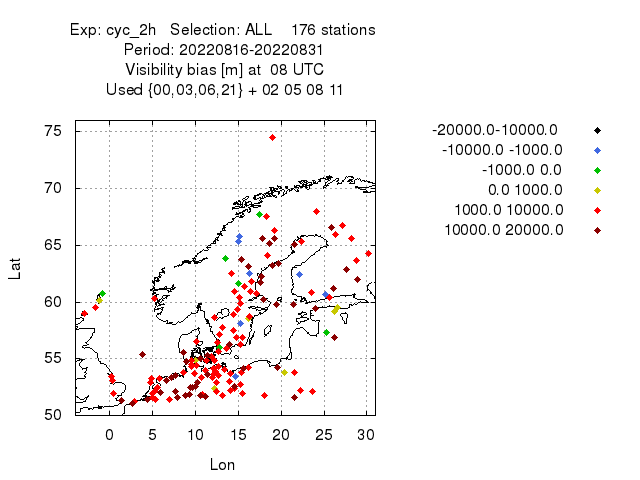 Exp: cyc_2h   Selection: ALL    176 stations
Period: 20220816-20220831
Visibility bias [m] at  08 UTC
Used {00,03,06,21} + 02 05 08 11
-20000.0-10000.0
-10000.0 -1000.0
-1000.0 0.0
0.0 1000.0
1000.0 10000.0
10000.0 20000.0
75
70
65
60
55
50
Lat
0 5 10 15 20 25 30
Lon